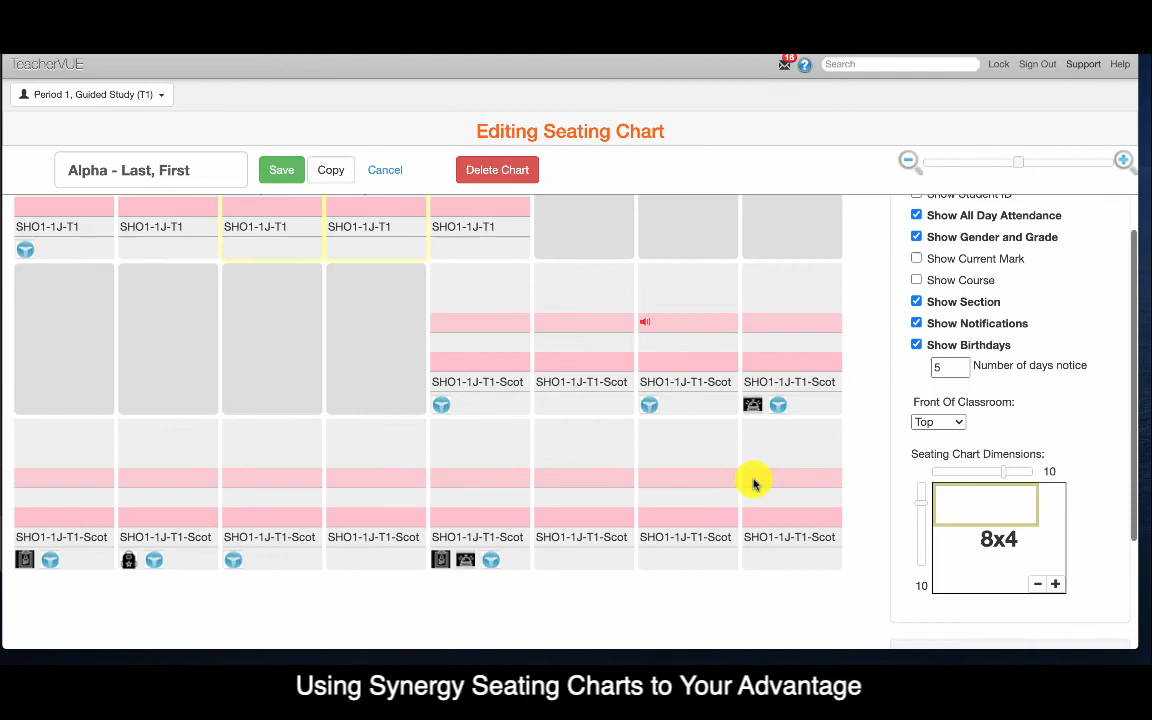 TeacherVUE
18
?
Search
Lock Sign Out Support Help
Period 1, Guided Study (T1)
Editing Seating Chart
Alpha - Last, First
Save Copy Cancel Delete Chart
SHO1-1J-T1 SHO1-1J-T1 SHO1-1J-T1 SHO1-1J-T1 SHO1-1J-T1
SHO1-1J-T1-Scot SHO1-1J-T1-Scot SHO1-1J-T1-Scot SHO1-1J-T1-Scot
SHO1-1J-T1-Scot SHO1-1J-T1-Scot SHO1-1J-T1-Scot SHO1-1J-T1-Scot SHO1-1J-T1-Scot SHO1-1J-T1-Scot SHO1-1J-T1-Scot SHO1-1J-T1-Scot
Show Student ID
Show All Day Attendance
Show Gender and Grade
Show Current Mark
Show Course
Show Section
Show Notifications
Show Birthdays
5 Number of days notice
Front Of Classroom:
Top
Seating Chart Dimensions:
10
8x4
10
Using Synergy Seating Charts to Your Advantage